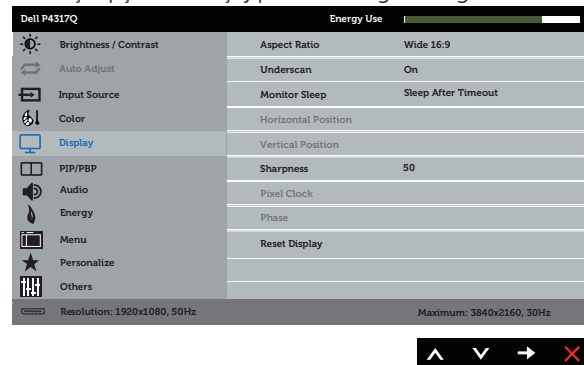 Dell P4317Q Energy Use
Brightness / Contrast Aspect Ratio Wide 16:9
Auto Adjust Underscan On
Input Source Monitor Sleep Sleep After Timeout
Color Horizontal Position
Display Vertical Position
PIP/PBP Sharpness 50
Audio Pixel Clock
Energy Phase
Menu Reset Display
Personalize
Others
Resolution: 1920x1080, 50Hz Maximum: 3840x2160, 30Hz